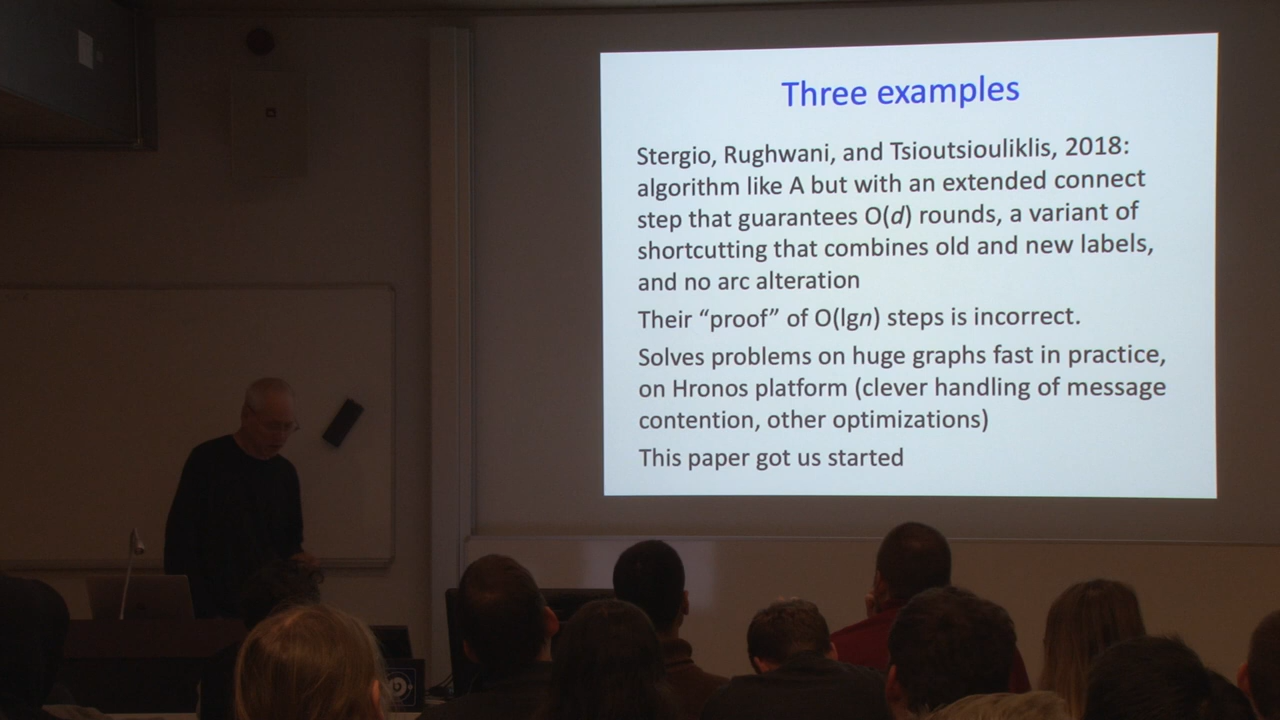 Three examples
Stergio, Rughwani, and Tsioutsiouliklis, 2018:
algorithm like A but with an extended connect
step that guarantees O(d) rounds, a variant of
shortcutting that combines old and new labels,
and no arc alteration
Their “proof” of O(lgn) steps is incorrect.
Solves problems on huge graphs fast in practice,
on Hronos platform (clever handling of message
contention, other optimizations)
This paper got us started